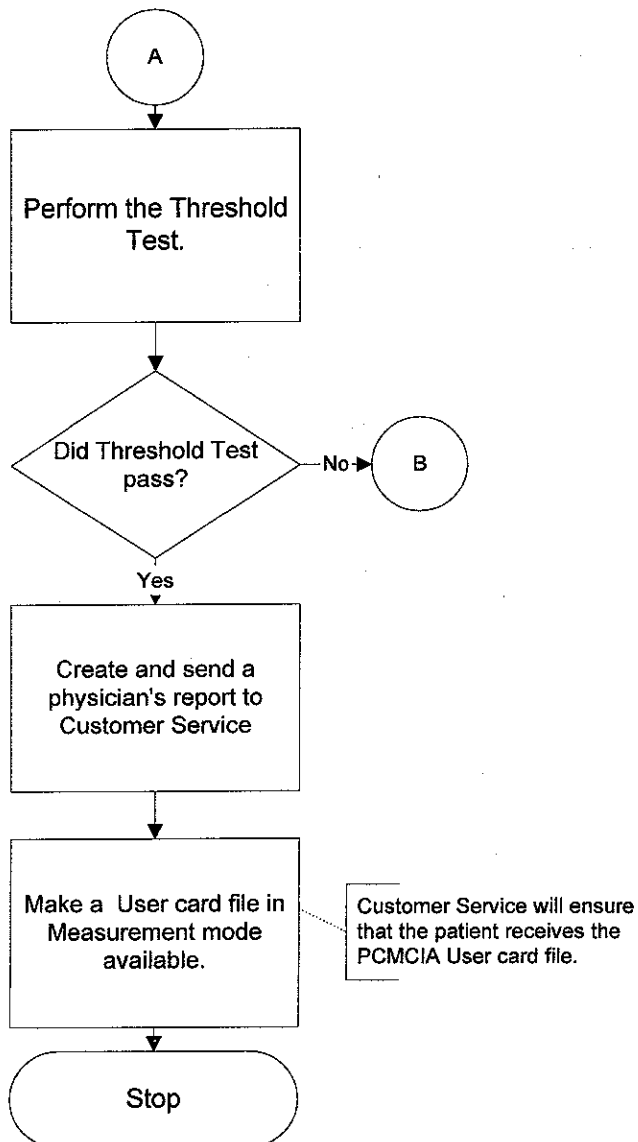 A
Perform the Threshold
Test.
Did Threshold Test
pass?
No
B
Yes
Create and send a
physician's report to
Customer Service
Make a User card file in
Measurement mode
available.
Customer Service will ensure
that the patient receives the
PCMCIA User card file.
Stop